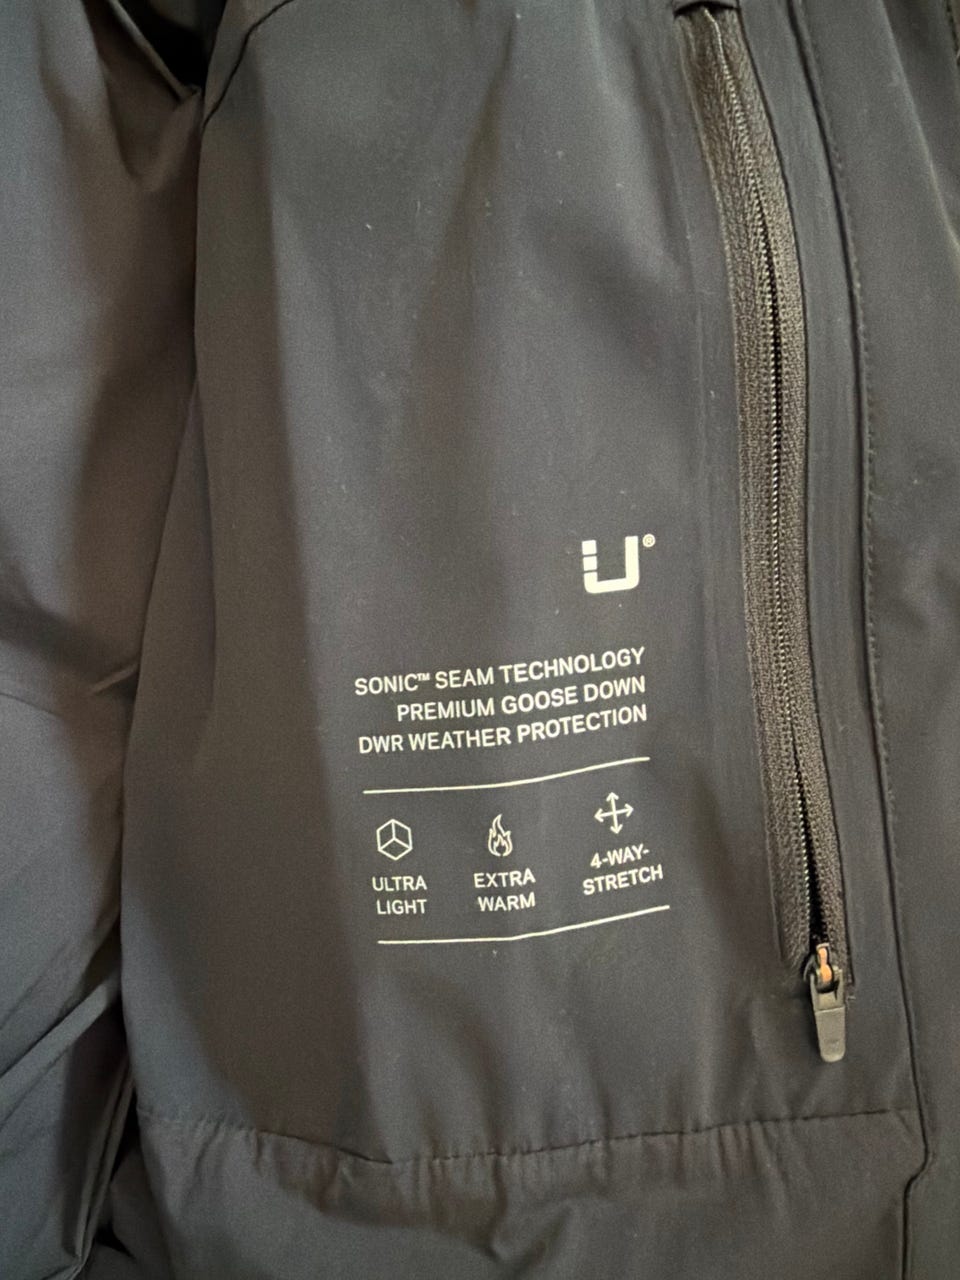 U®
SONIC™ SEAM TECHNOLOGY
PREMIUM GOOSE DOWN
DWR WEATHER PROTECTION
ULTRA
LIGHT
EXTRA
WARM
4-WAY-
STRETCH